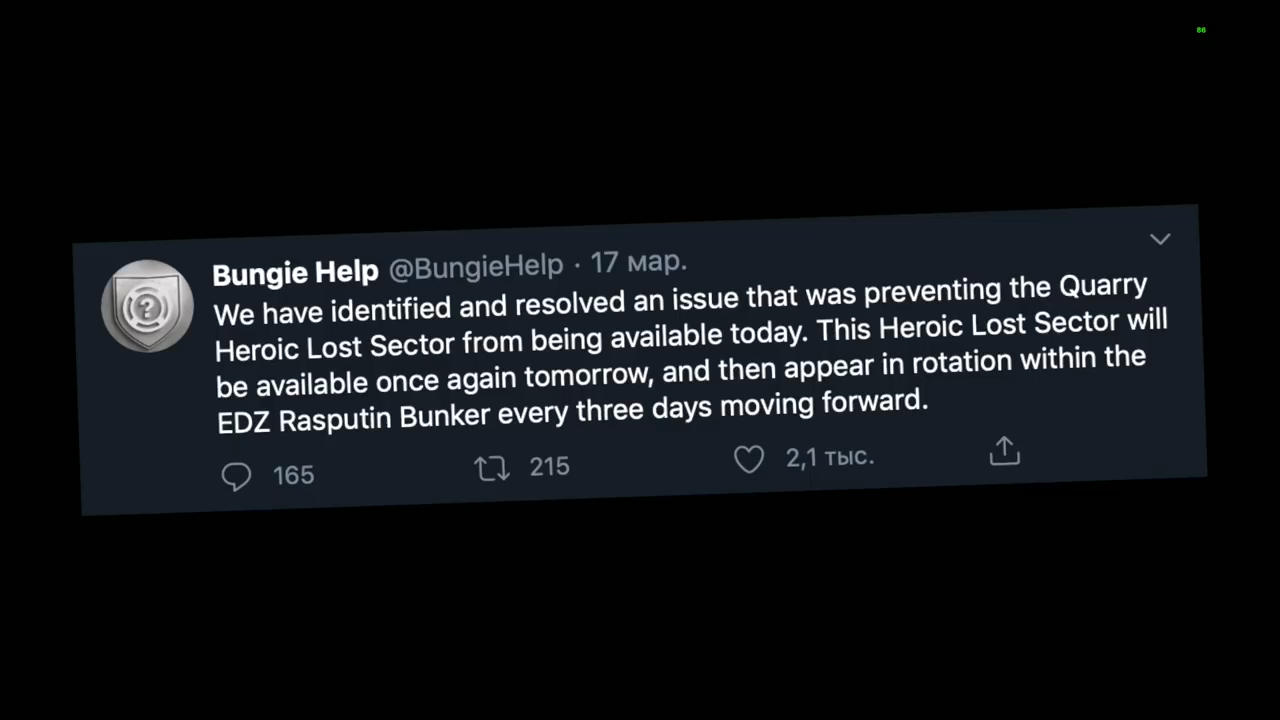 86
Bungie Help @BungieHelp · 17 мар.
We have identified and resolved an issue that was preventing the Quarry
Heroic Lost Sector from being available today. This Heroic Lost Sector will
be available once again tomorrow, and then appear in rotation within the
EDZ Rasputin Bunker every three days moving forward.
165 215 2,1 тыс.